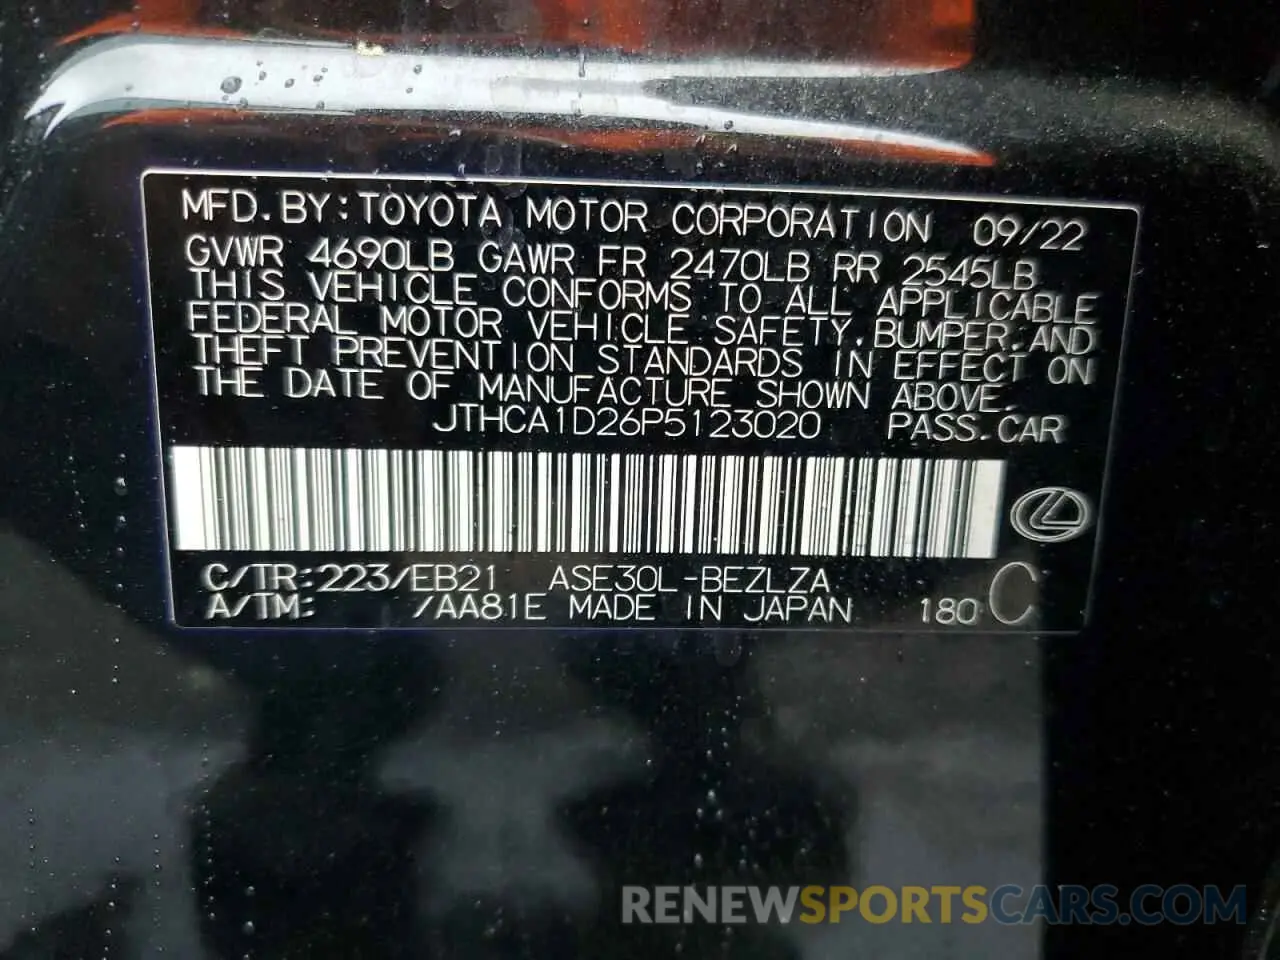 MFD.BY:TOYOTA MOTOR CORPORATION 09/22
GVWR 4690LB GAWR FR 2470LB RR 2545LB
THIS VEHICLE CONFORMS TO ALL APPLICABLE
FEDERAL MOTOR VEHICLE SAFETY,BUMPER,AND
THEFT PREVENTION STANDARDS IN EFFECT ON
THE DATE OF MANUFACTURE SHOWN ABOVE.
JTHCA1D26P5123020 PASS.CAR
C/TR:223/EB21 ASE30L-BEZLZA
A/TM: /AA81E MADE IN JAPAN 180 C
RENEWSPORTSCARS.COM